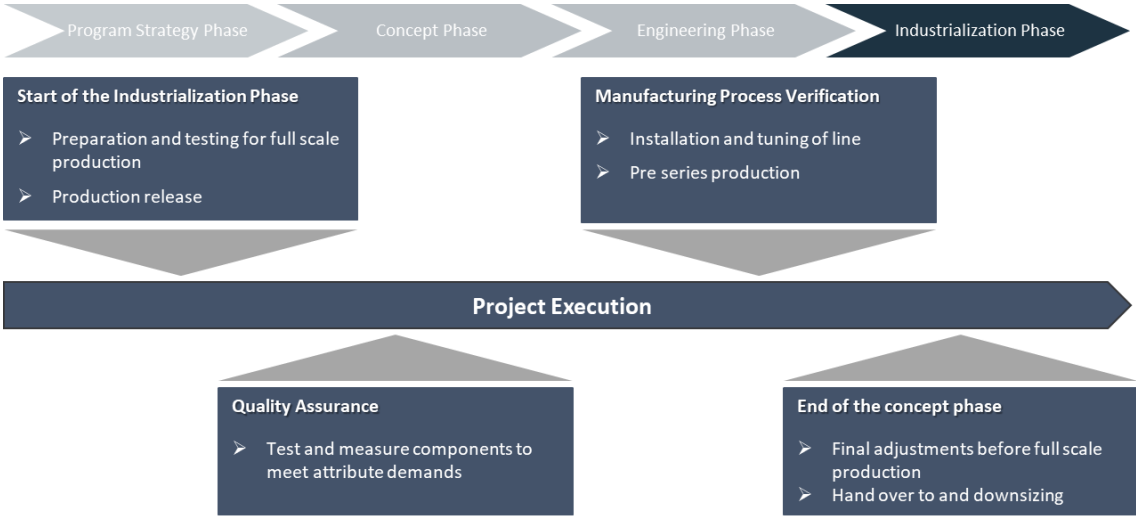 Program Strategy Phase
Concept Phase
Engineering Phase
Industrialization Phase
Start of the Industrialization Phase
Preparation and testing for full scale
production
Production release
Manufacturing Process Verification
Installation and tuning of line
Pre series production
Project Execution
Quality Assurance
Test and measure components to
meet attribute demands
End of the concept phase
Final adjustments before full scale
production
Hand over to and downsizing